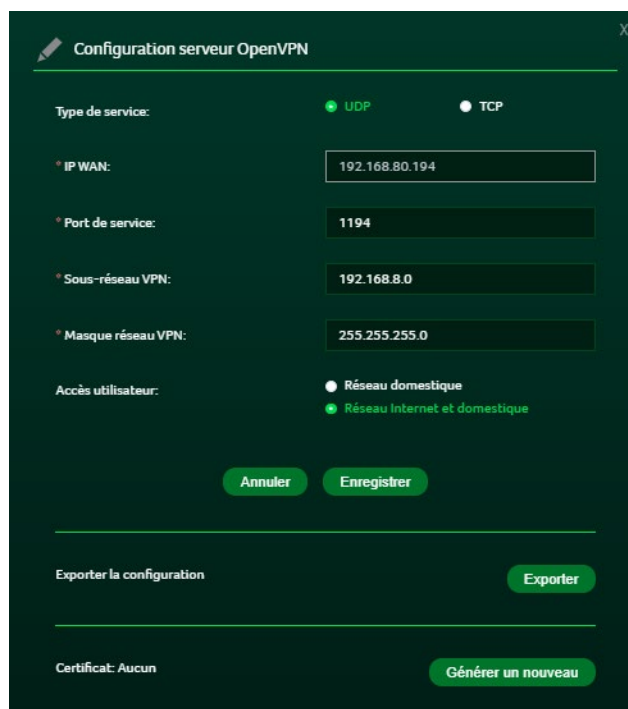 X
Configuration serveur OpenVPN
Type de service: UDP TCP
* IP WAN: 192.168.80.194
* Port de service: 1194
* Sous-réseau VPN: 192.168.8.0
* Masque réseau VPN: 255.255.255.0
Accès utilisateur: Réseau domestique
Réseau Internet et domestique
Annuler Enregistrer
Exporter la configuration Exporter
Certificat: Aucun Générer un nouveau